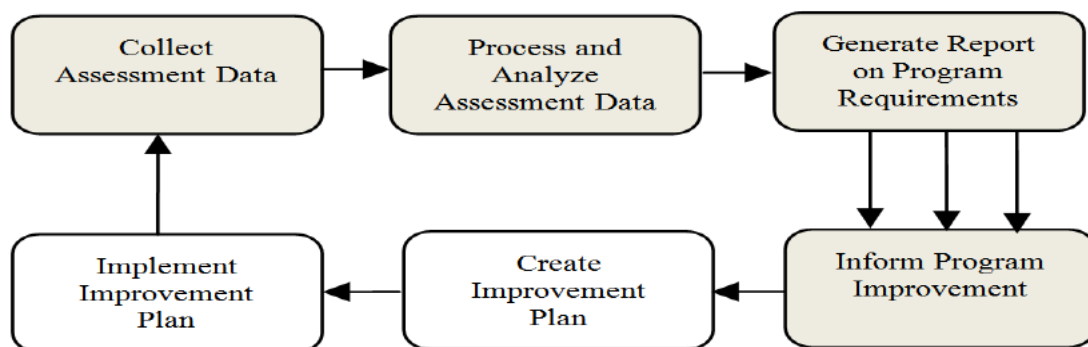 Collect
Assessment Data
Process and
Analyze
Assessment Data
Generate Report
on Program
Requirements
Inform Program
Improvement
Create
Improvement
Plan
Implement
Improvement
Plan